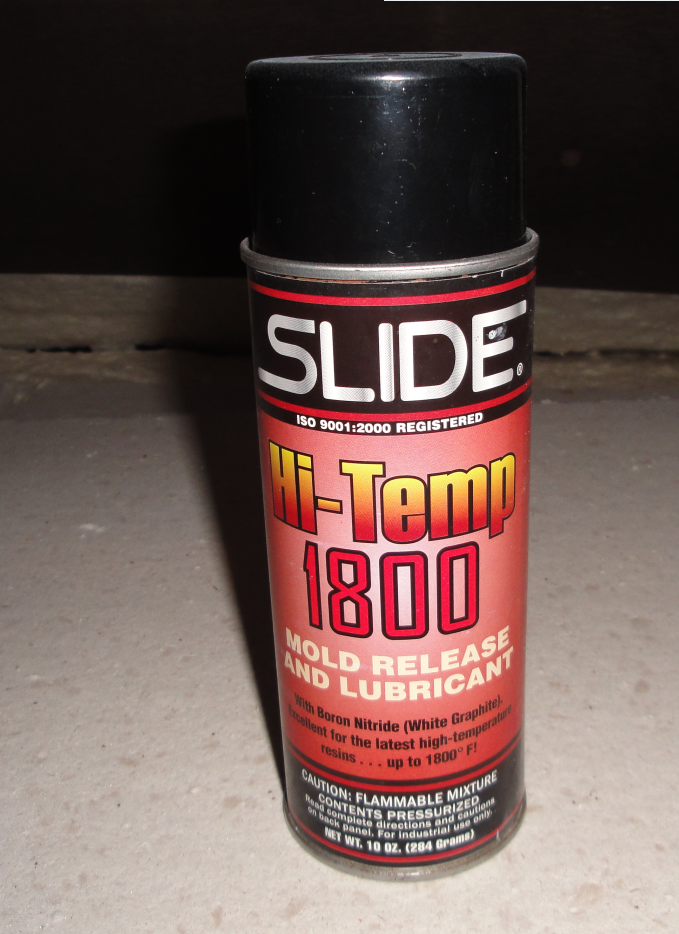 SLIDE®
ISO 9001:2000 REGISTERED
Hi-Temp
1800
MOLD RELEASE
AND LUBRICANT
With Boron Nitride (White Graphite).
Excellent for the latest high-temperature
resins . . . up to 1800° F!
CAUTION: FLAMMABLE MIXTURE
CONTENTS PRESSURIZED
Read complete directions and cautions
on back panel. For industrial use only.
NET WT. 10 OZ. (284 Grams)